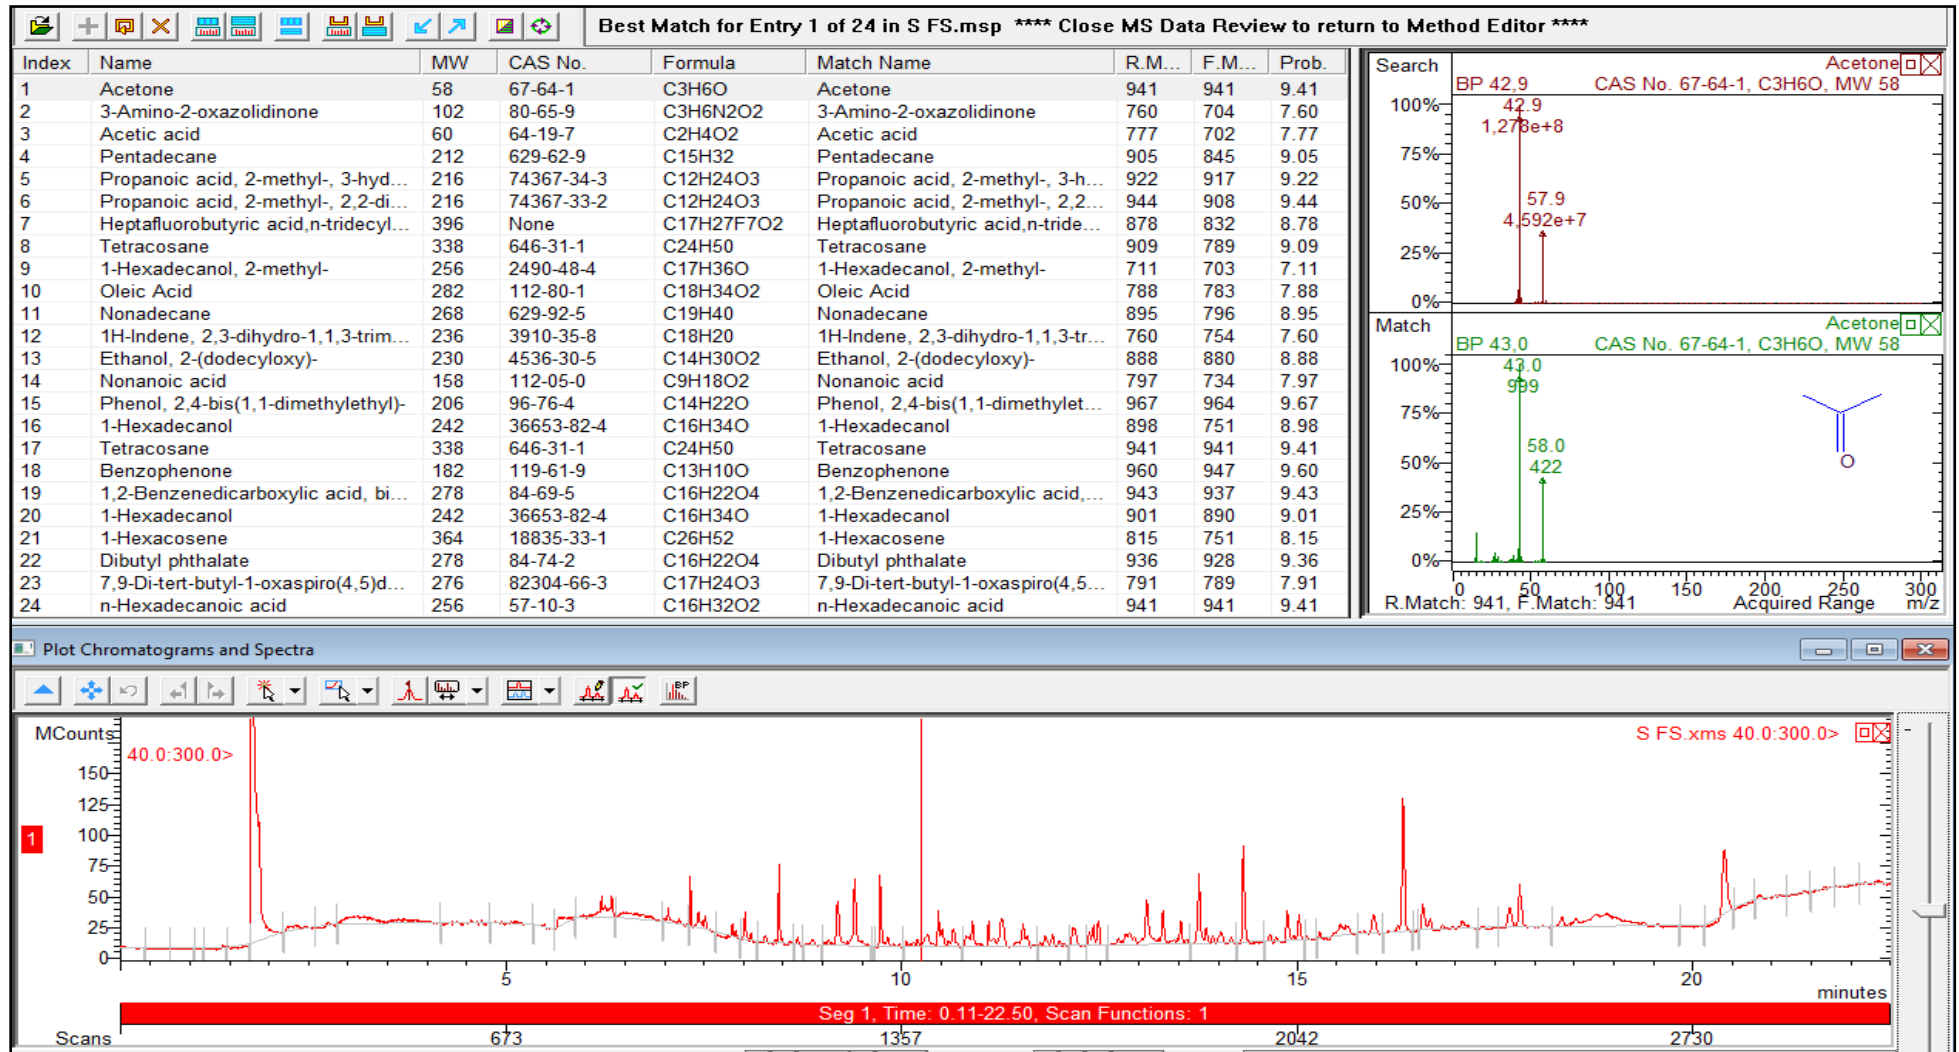 Best Match for Entry 1 of 24 in S FS.msp **** Close MS Data Review to return to Method Editor ****
Index Name MW CAS No. Formula Match Name R.M... F.M... Prob.
1 Acetone 58 67-64-1 C3H6O Acetone 941 941 9.41
2 3-Amino-2-oxazolidinone 102 80-65-9 C3H6N2O2 3-Amino-2-oxazolidinone 760 704 7.60
3 Acetic acid 60 64-19-7 C2H4O2 Acetic acid 777 702 7.77
4 Pentadecane 212 629-62-9 C15H32 Pentadecane 905 845 9.05
5 Propanoic acid, 2-methyl-, 3-hyd... 216 74367-34-3 C12H24O3 Propanoic acid, 2-methyl-, 3-h... 922 917 9.22
6 Propanoic acid, 2-methyl-, 2,2-di... 216 74367-33-2 C12H24O3 Propanoic acid, 2-methyl-, 2,2... 944 908 9.44
7 Heptafluorobutyric acid,n-tridecyl... 396 None C17H27F7O2 Heptafluorobutyric acid,n-tride... 878 832 8.78
8 Tetracosane 338 646-31-1 C24H50 Tetracosane 909 789 9.09
9 1-Hexadecanol, 2-methyl- 256 2490-48-4 C17H36O 1-Hexadecanol, 2-methyl- 711 703 7.11
10 Oleic Acid 282 112-80-1 C18H34O2 Oleic Acid 788 783 7.88
11 Nonadecane 268 629-92-5 C19H40 Nonadecane 895 796 8.95
12 1H-Indene, 2,3-dihydro-1,1,3-trim... 236 3910-35-8 C18H20 1H-Indene, 2,3-dihydro-1,1,3-tr... 760 754 7.60
13 Ethanol, 2-(dodecyloxy)- 230 4536-30-5 C14H30O2 Ethanol, 2-(dodecyloxy)- 888 880 8.88
14 Nonanoic acid 158 112-05-0 C9H18O2 Nonanoic acid 797 734 7.97
15 Phenol, 2,4-bis(1,1-dimethylethyl)- 206 96-76-4 C14H22O Phenol, 2,4-bis(1,1-dimethylet... 967 964 9.67
16 1-Hexadecanol 242 36653-82-4 C16H34O 1-Hexadecanol 898 751 8.98
17 Tetracosane 338 646-31-1 C24H50 Tetracosane 941 941 9.41
18 Benzophenone 182 119-61-9 C13H10O Benzophenone 960 947 9.60
19 1,2-Benzenedicarboxylic acid, bi... 278 84-69-5 C16H22O4 1,2-Benzenedicarboxylic acid,... 943 937 9.43
20 1-Hexadecanol 242 36653-82-4 C16H34O 1-Hexadecanol 901 890 9.01
21 1-Hexacosene 364 18835-33-1 C26H52 1-Hexacosene 815 751 8.15
22 Dibutyl phthalate 278 84-74-2 C16H22O4 Dibutyl phthalate 936 928 9.36
23 7,9-Di-tert-butyl-1-oxaspiro(4,5)d... 276 82304-66-3 C17H24O3 7,9-Di-tert-butyl-1-oxaspiro(4,5... 791 789 7.91
24 n-Hexadecanoic acid 256 57-10-3 C16H32O2 n-Hexadecanoic acid 941 941 9.41
Search Acetone
BP 42,9 CAS No. 67-64-1, C3H6O, MW 58
100% 42.9
1,278e+8
75%
50% 57.9
4,592e+7
25%
0%
Match Acetone
BP 43,0 CAS No. 67-64-1, C3H6O, MW 58
100% 43.0
999
75%
58.0
50% 422
O
25%
0%
0 50 100 150 200 250 300
R.Match: 941, F.Match: 941 Acquired Range m/z
Plot Chromatograms and Spectra
BP
MCounts S FS.xms 40.0:300.0>
40.0:300.0>
150
125
100
1
75
50
25
0
5 10 15 20
minutes
Seg 1, Time: 0.11-22.50, Scan Functions: 1
Scans 673 1357 2042 2730